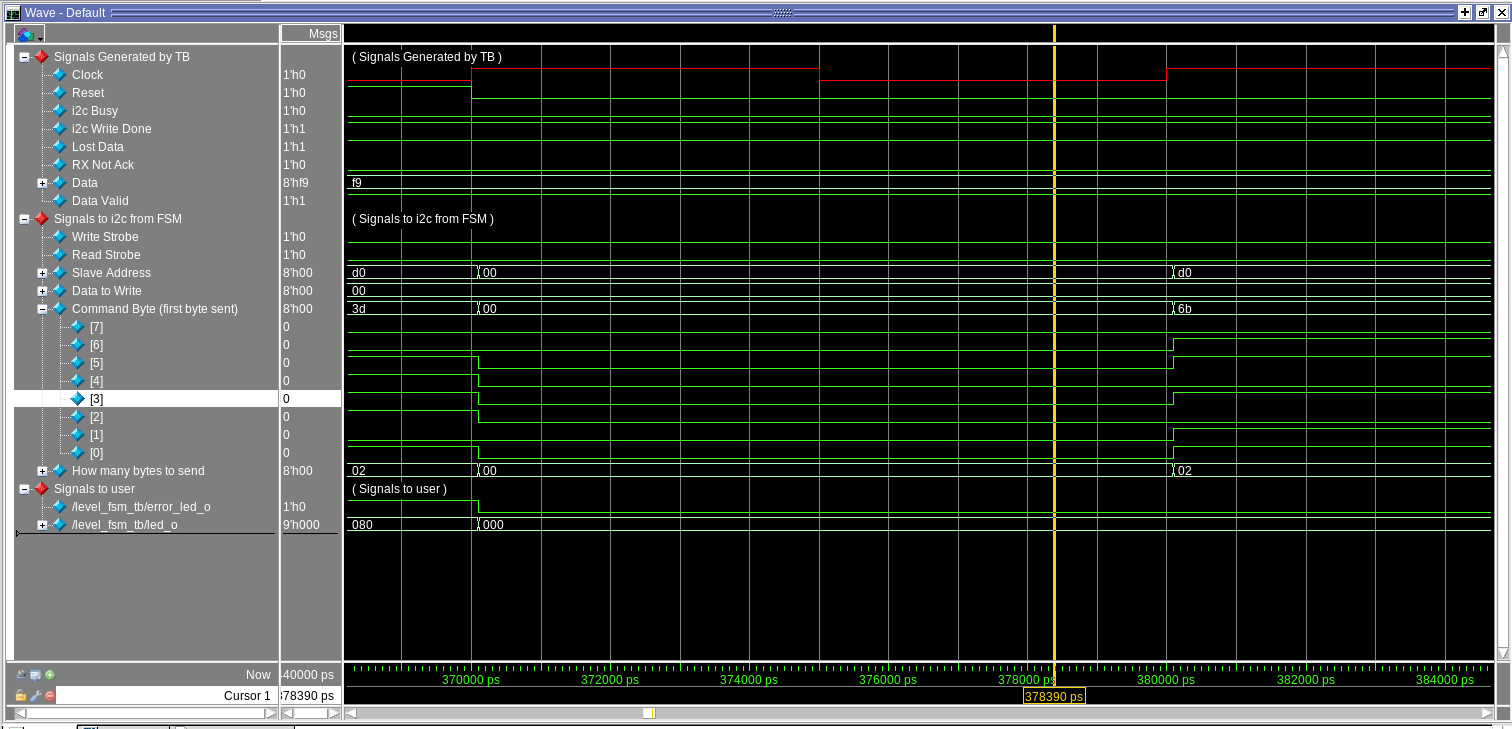 Wave - Default
Msgs
Signals Generated by TB ( Signals Generated by TB )
Clock 1'h0
Reset 1'h0
i2c Busy 1'h0
i2c Write Done 1'h1
Lost Data 1'h1
RX Not Ack 1'h0
Data 8'hf9 f9
Data Valid 1'h1
Signals to i2c from FSM ( Signals to i2c from FSM )
Write Strobe 1'h0
Read Strobe 1'h0
Slave Address 8'h00 d0 00 d0
Data to Write 8'h00 00
Command Byte (first byte sent) 8'h00 3d 00 6b
[7] 0
[6] 0
[5] 0
[4] 0
[3] 0
[2] 0
[1] 0
[0] 0
How many bytes to send 8'h00 02 00 02
Signals to user ( Signals to user )
/level_fsm_tb/error_led_o 1'h0
/level_fsm_tb/led_o 9'h000 080 000
Now 40000 ps 370000 ps 372000 ps 374000 ps 376000 ps 378000 ps 380000 ps 382000 ps 384000 ps
Cursor 1 378390 ps 378390 ps